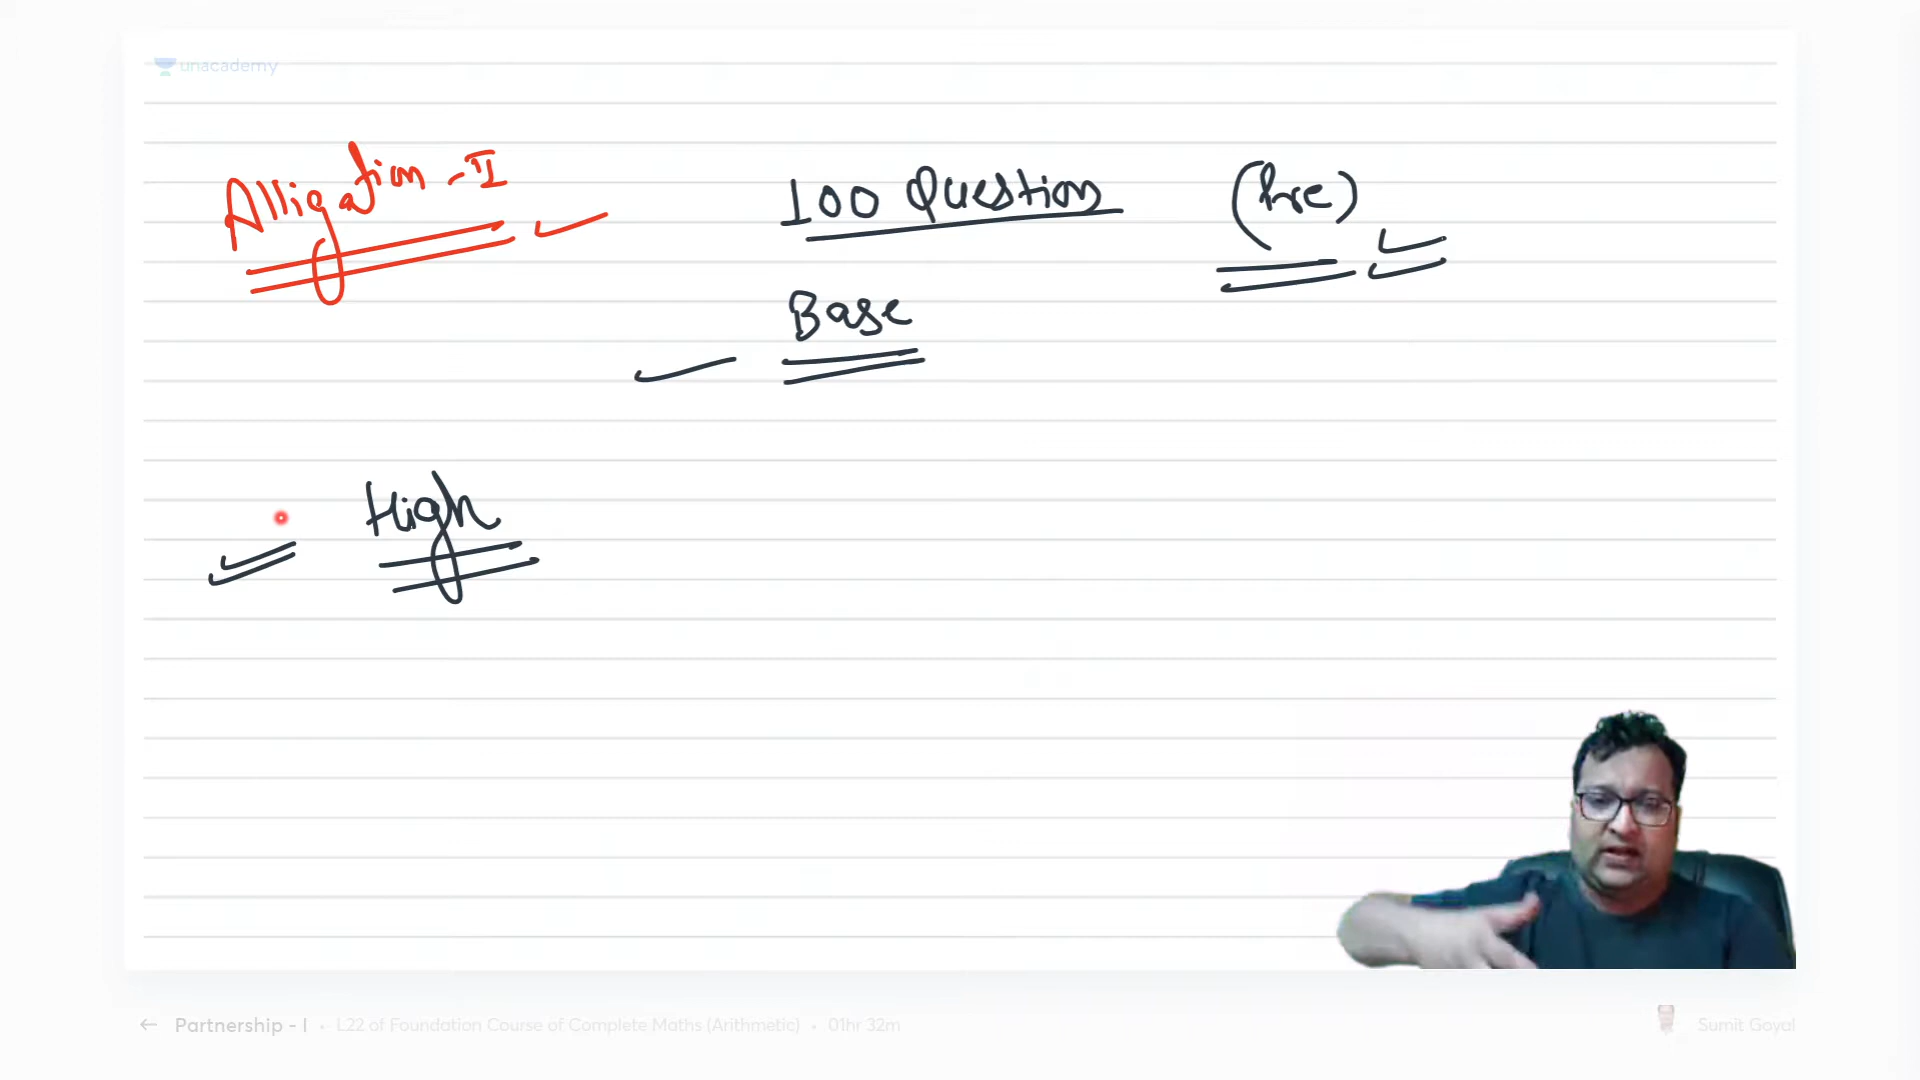 unacademy
Alligation - II
100 Question
(Pre)
Base
High
← Partnership - I • L22 of Foundation Course of Complete Maths (Arithmetic) • 01hr 32m
Sumit Goyal